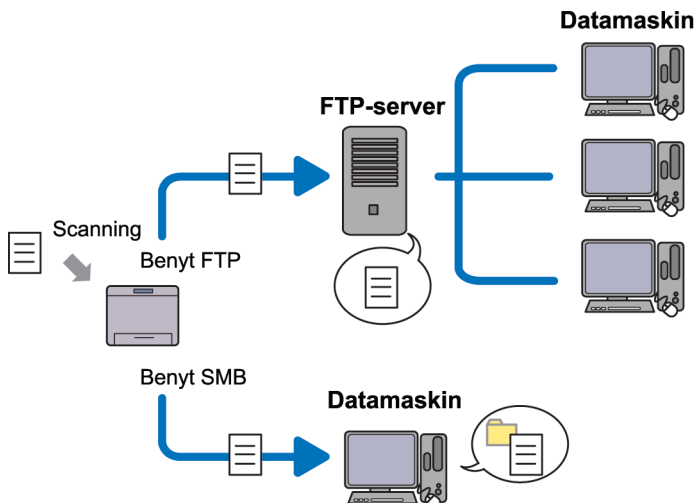 Datamaskin
FTP-server
Scanning
Benyt FTP
Benyt SMB
Datamaskin